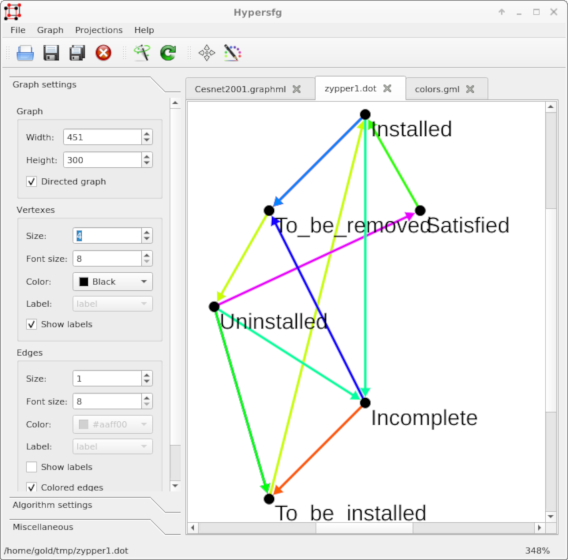 Hypersfg
File Graph Projections Help
Graph settings
Graph
Width: 451
Height: 300
Directed graph
Vertexes
Size: 4
Font size: 8
Color: Black
Label: label
Show labels
Edges
Size: 1
Font size: 8
Color: #aaff00
Label: label
Show labels
Colored edges
Algorithm settings
Miscellaneous
Cesnet2001.graphml zypper1.dot colors.gml
Installed
To_be_removed
Satisfied
Uninstalled
Incomplete
To_be_installed
/home/gold/tmp/zypper1.dot 348%